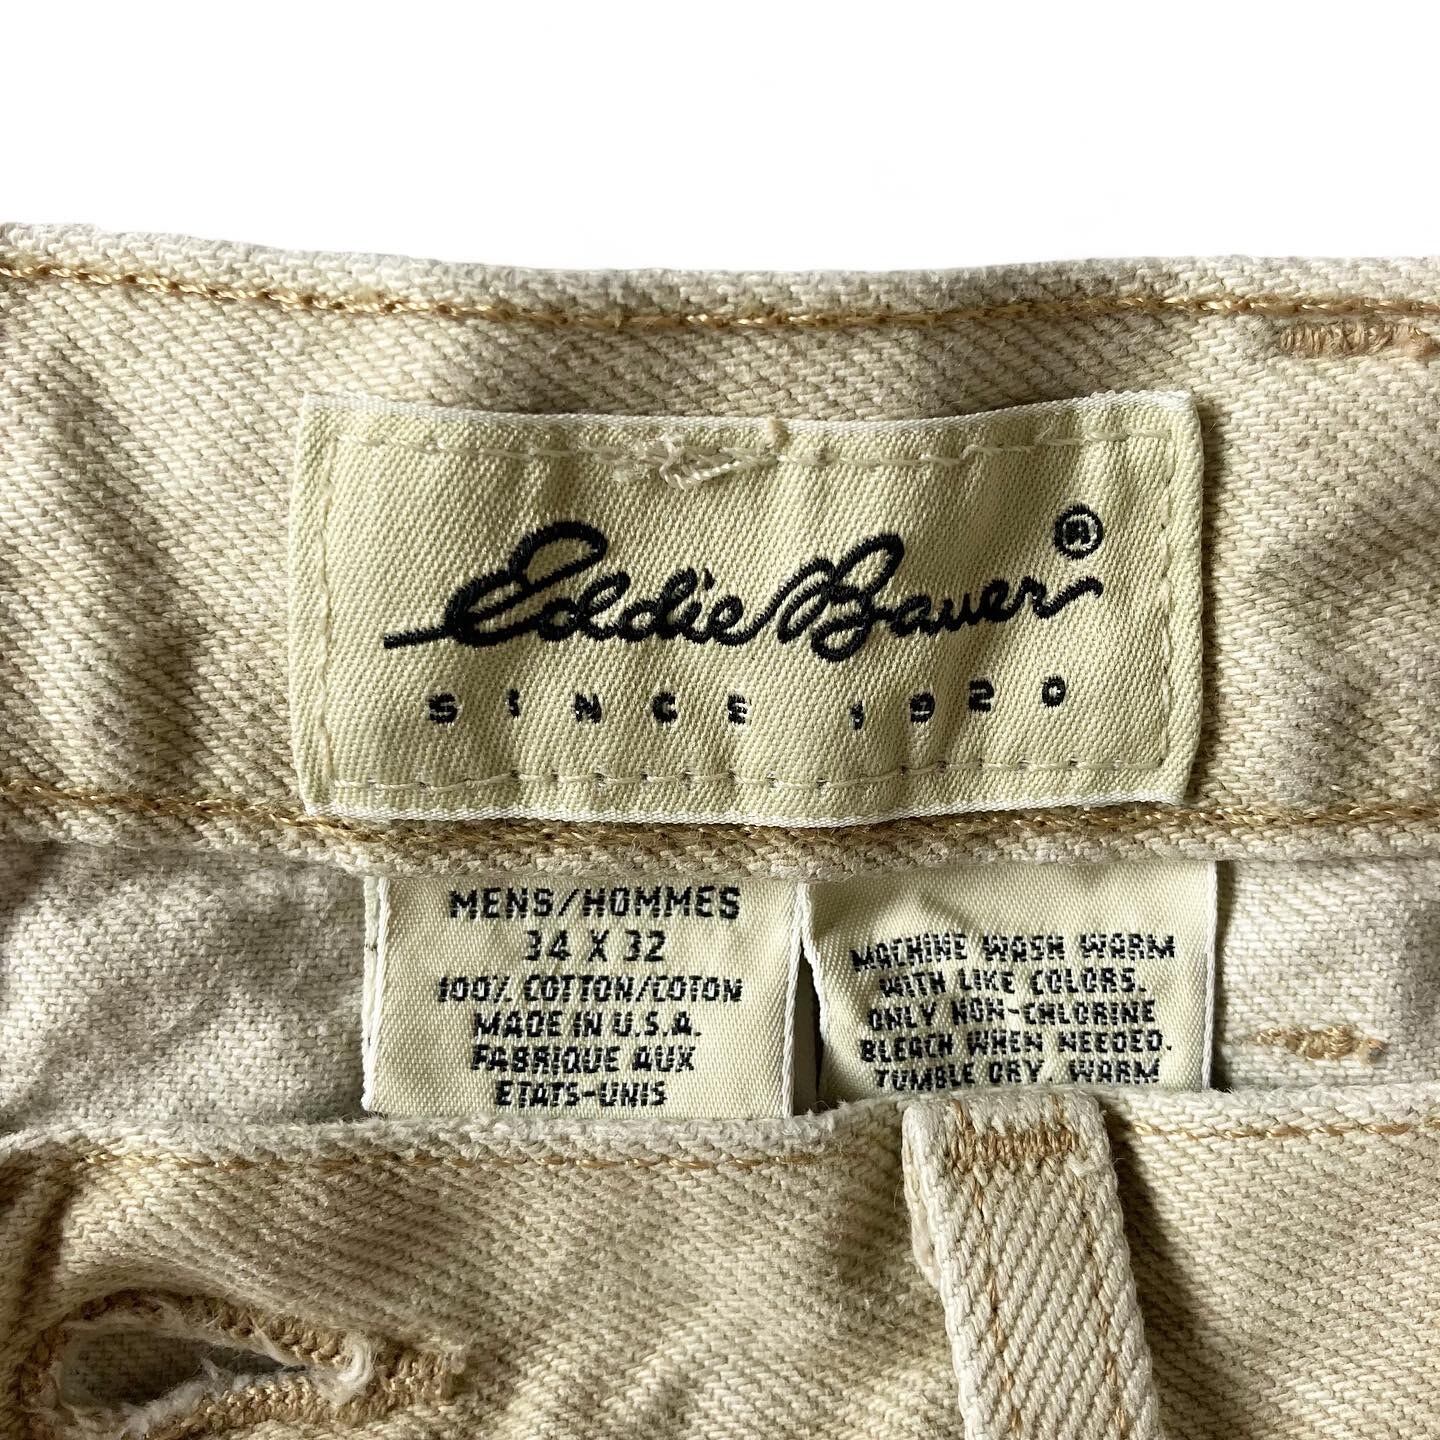 Eddie Bauer®
SINCE 1920
MENS/HOMMES
34 X 32
100% COTTON/COTON
MADE IN U.S.A.
FABRIQUE AUX
ETATS-UNIS
MACHINE WASH WARM
WITH LIKE COLORS.
ONLY NON-CHLORINE
BLEACH WHEN NEEDED.
TUMBLE DRY, WARM